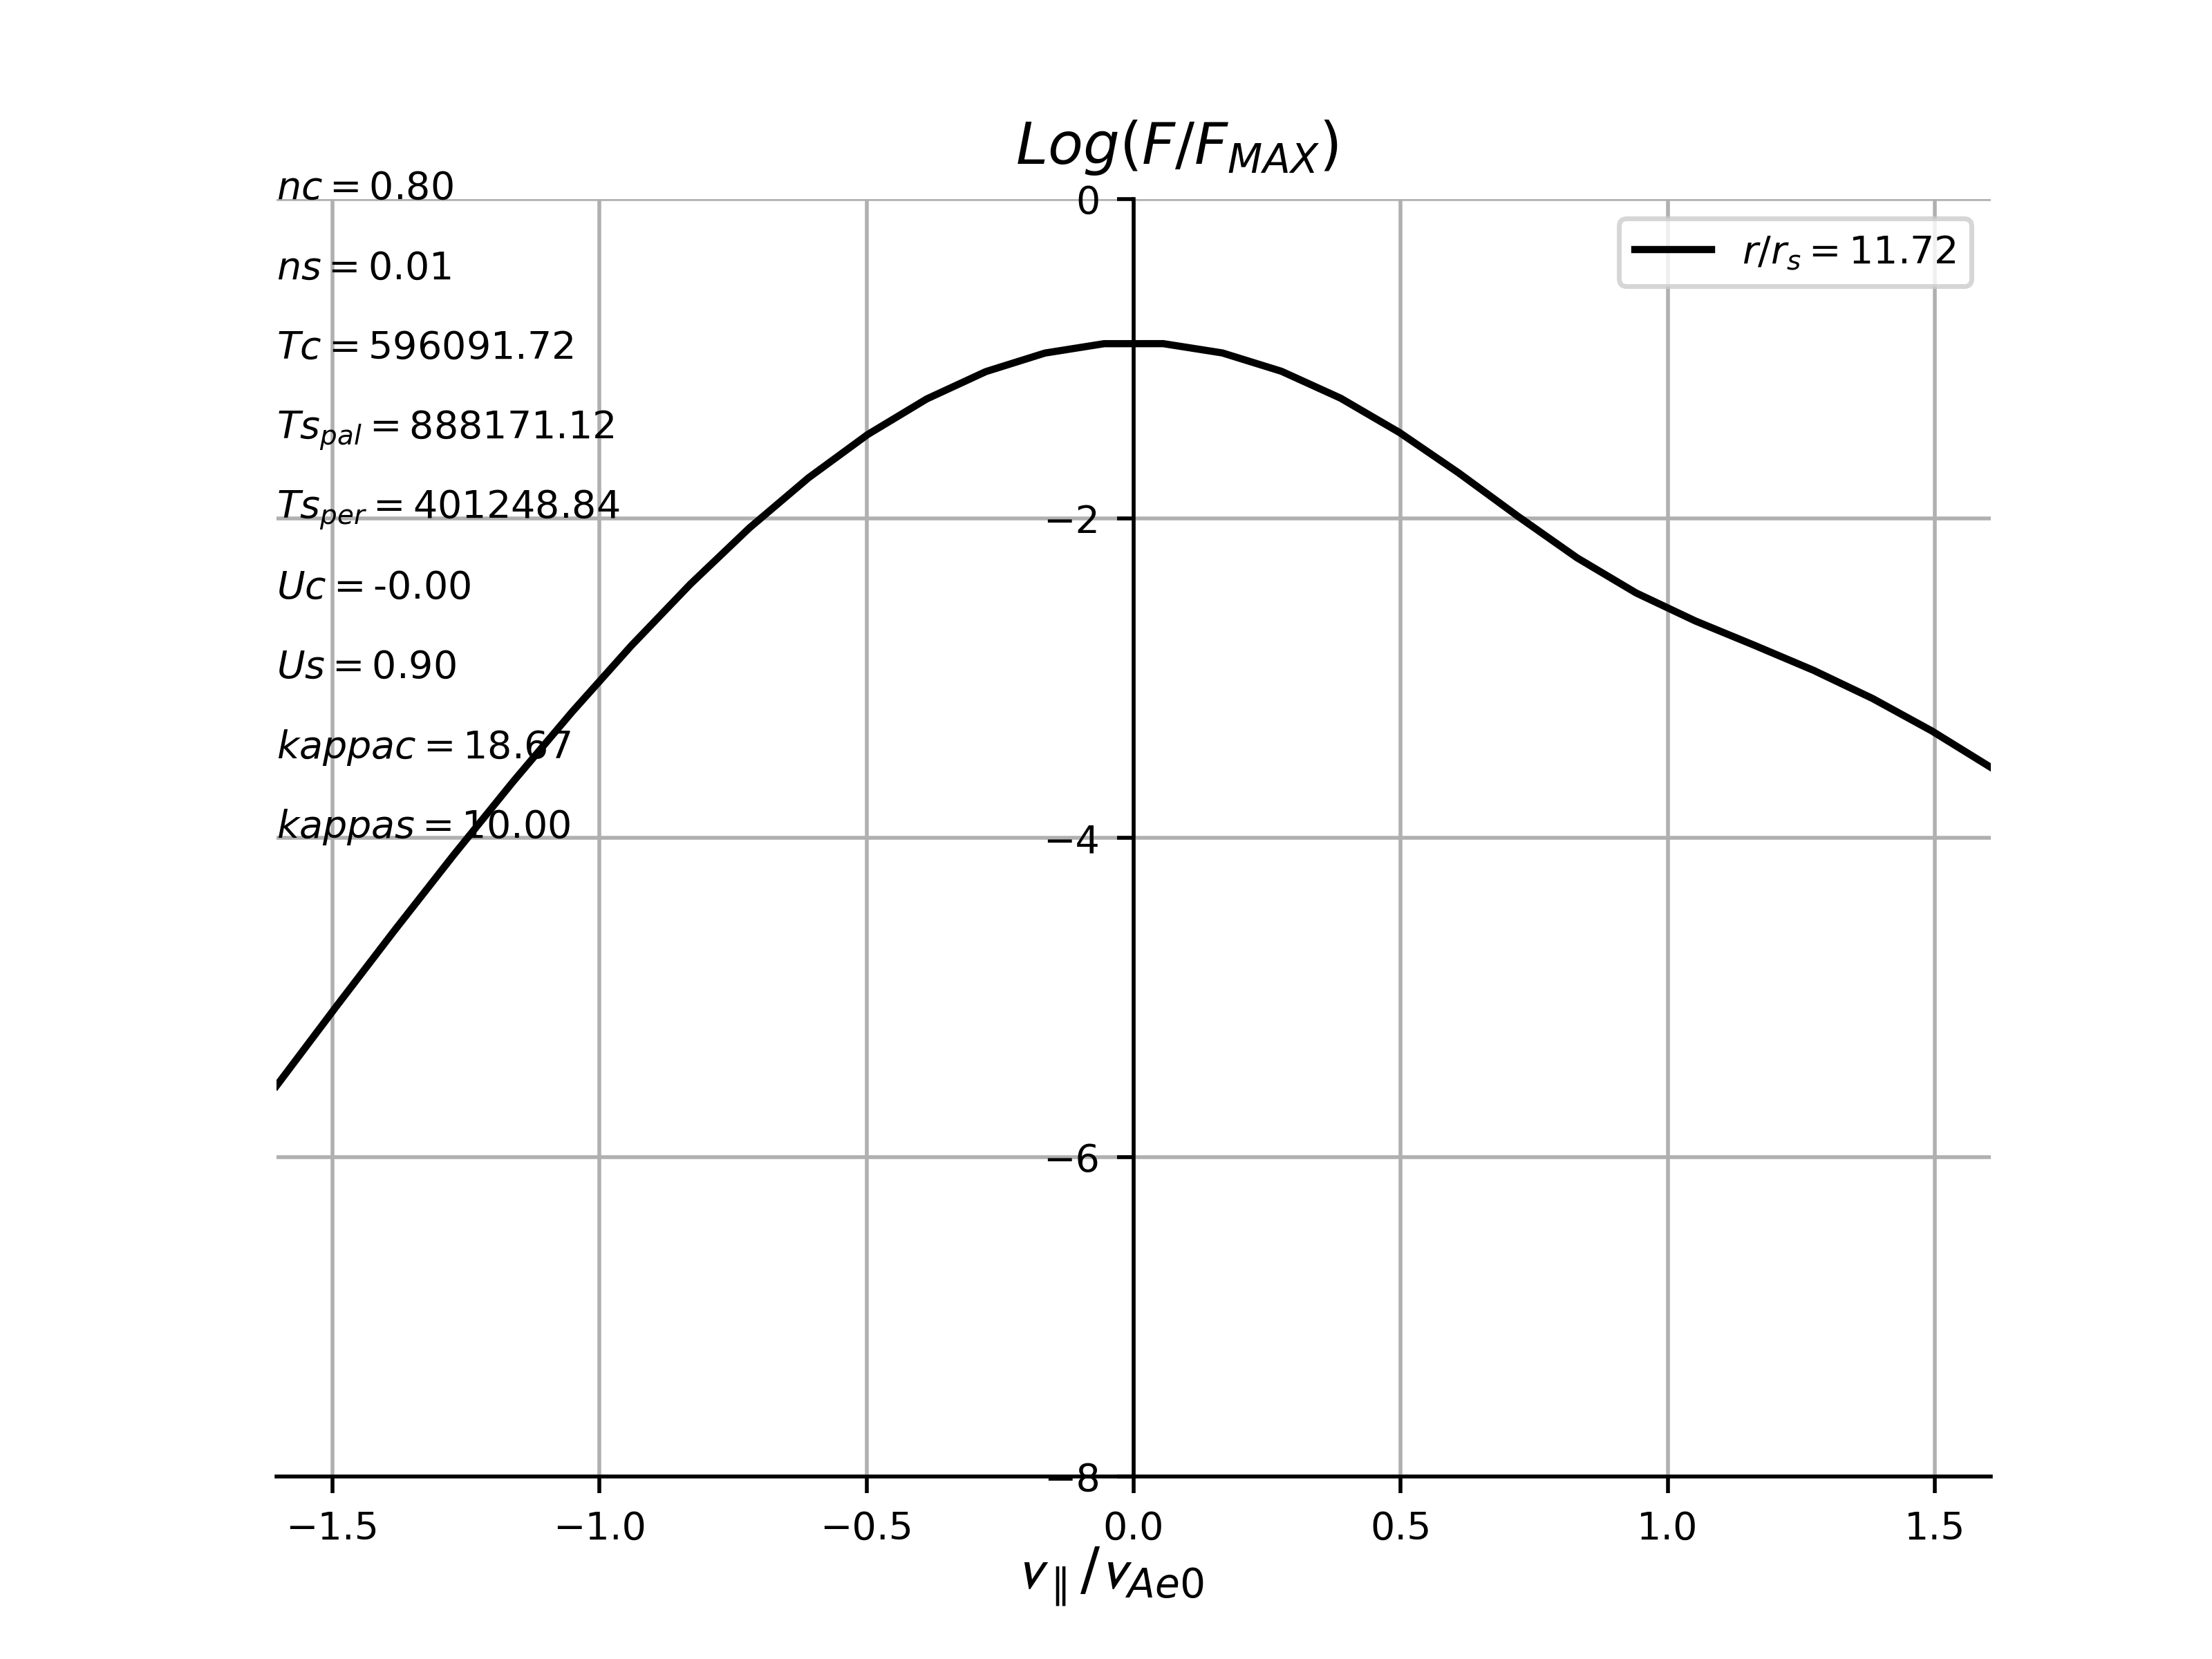 Log(F/F_MAX)
nc = 0.80
0
r/r_s = 11.72
ns = 0.01
Tc = 596091.72
Ts_pal = 888171.12
Ts_per = 401248.84
−2
Uc = -0.00
Us = 0.90
kappac = 18.67
kappas = 10.00
−4
−6
−8
−1.5 −1.0 −0.5 0.0 0.5 1.0 1.5
v_∥/v_Ae0